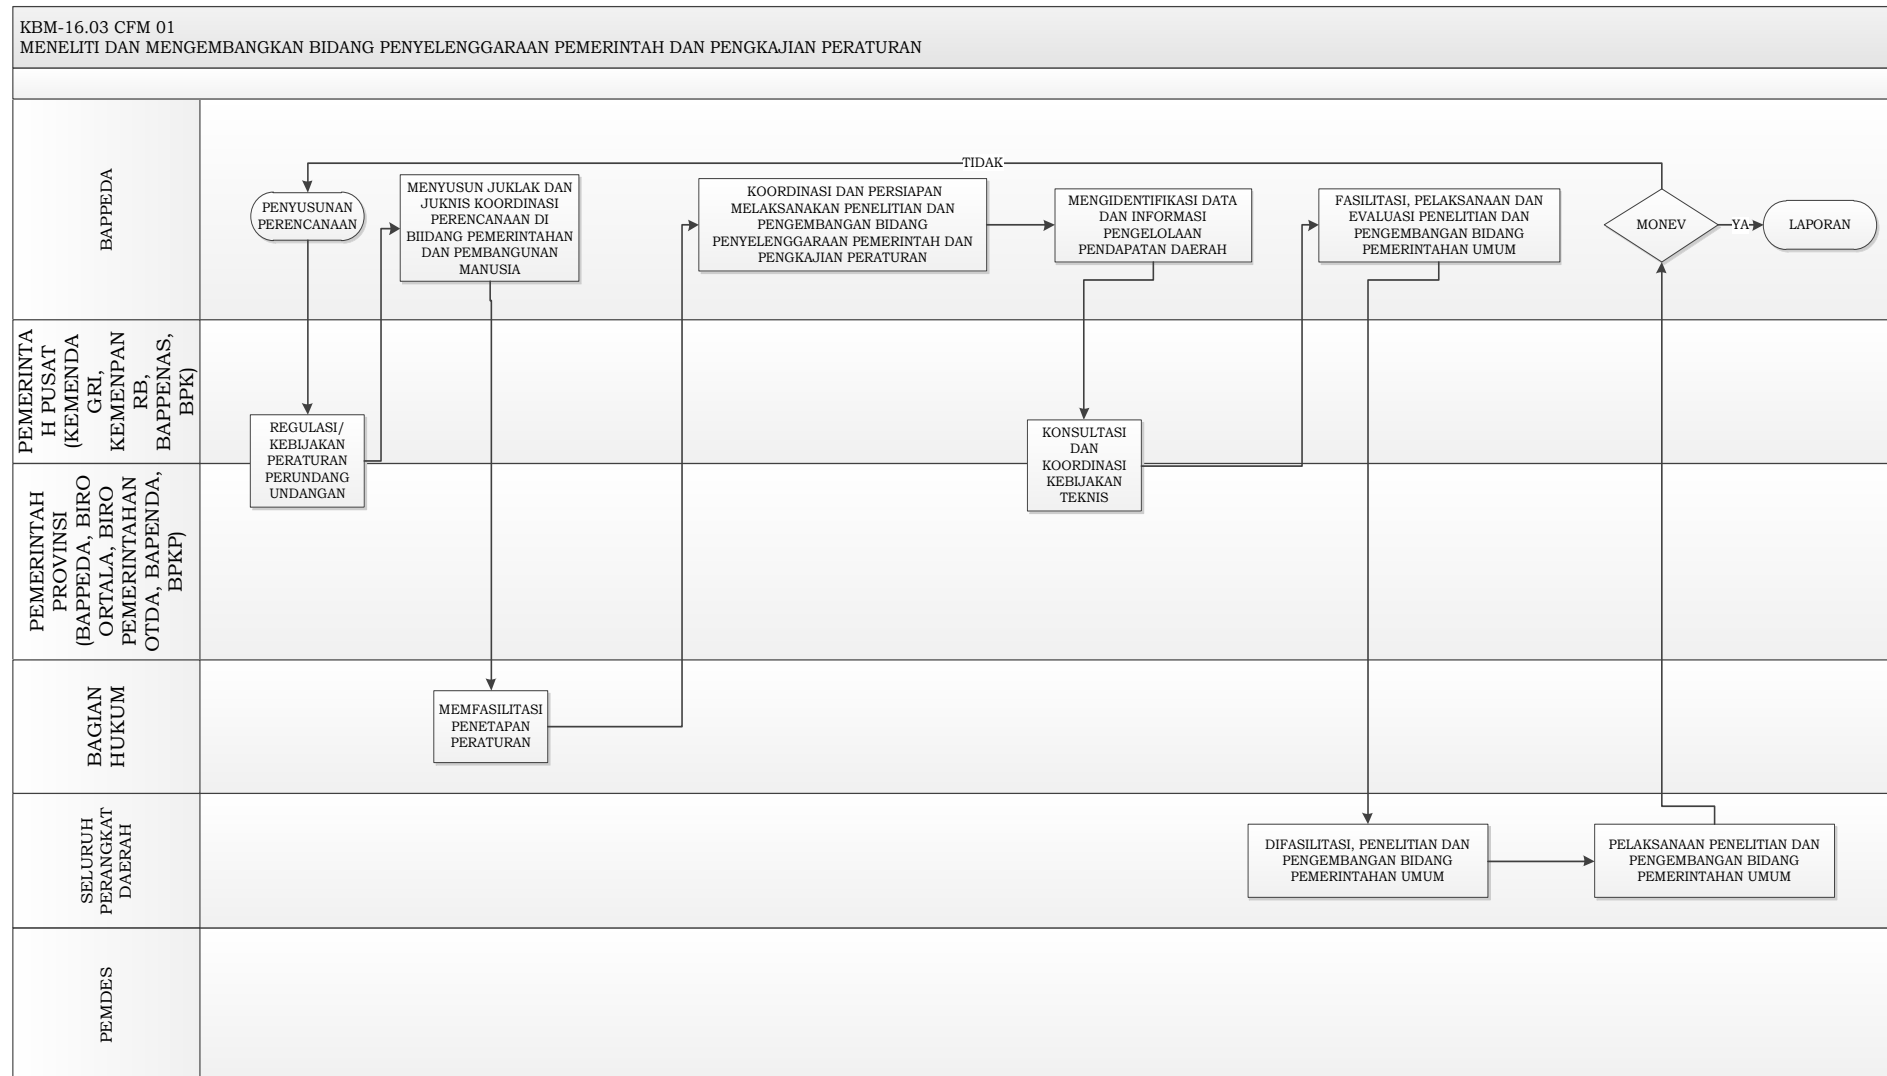 KBM-16.03 CFM 01
MENELITI DAN MENGEMBANGKAN BIDANG PENYELENGGARAAN PEMERINTAH DAN PENGKAJIAN PERATURAN
BAPPEDA
PENYUSUNAN
PERENCANAAN
MENYUSUN JUKLAK DAN
JUKNIS KOORDINASI
PERENCANAAN DI
BIIDANG PEMERINTAHAN
DAN PEMBANGUNAN
MANUSIA
KOORDINASI DAN PERSIAPAN
MELAKSANAKAN PENELITIAN DAN
PENGEMBANGAN BIDANG
PENYELENGGARAAN PEMERINTAH DAN
PENGKAJIAN PERATURAN
TIDAK
MENGIDENTIFIKASI DATA
DAN INFORMASI
PENGELOLAAN
PENDAPATAN DAERAH
FASILITASI, PELAKSANAAN DAN
EVALUASI PENELITIAN DAN
PENGEMBANGAN BIDANG
PEMERINTAHAN UMUM
MONEV
YA
LAPORAN
PEMERINTA
H PUSAT
(KEMENDA
GRI,
KEMENPAN
RB,
BAPPENAS,
BPK)
REGULASI/
KEBIJAKAN
PERATURAN
PERUNDANG
UNDANGAN
KONSULTASI
DAN
KOORDINASI
KEBIJAKAN
TEKNIS
PEMERINTAH
PROVINSI
(BAPPEDA, BIRO
ORTALA, BIRO
PEMERINTAHAN
OTDA, BAPENDA,
BPKP)
BAGIAN
HUKUM
MEMFASILITASI
PENETAPAN
PERATURAN
SELURUH
PERANGKAT
DAERAH
DIFASILITASI, PENELITIAN DAN
PENGEMBANGAN BIDANG
PEMERINTAHAN UMUM
PELAKSANAAN PENELITIAN DAN
PENGEMBANGAN BIDANG
PEMERINTAHAN UMUM
PEMDES